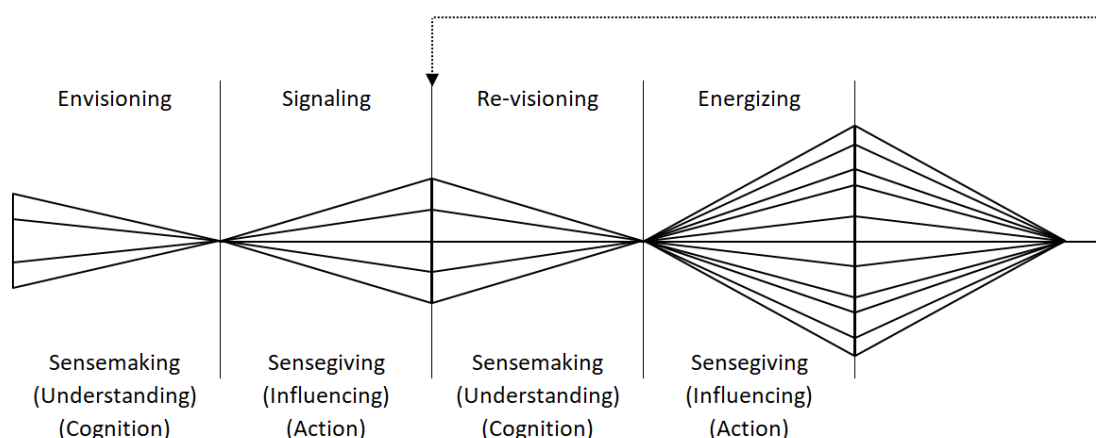 Envisioning
Signaling
Re-visioning
Energizing
Sensemaking
(Understanding)
(Cognition)
Sensegiving
(Influencing)
(Action)
Sensemaking
(Understanding)
(Cognition)
Sensegiving
(Influencing)
(Action)